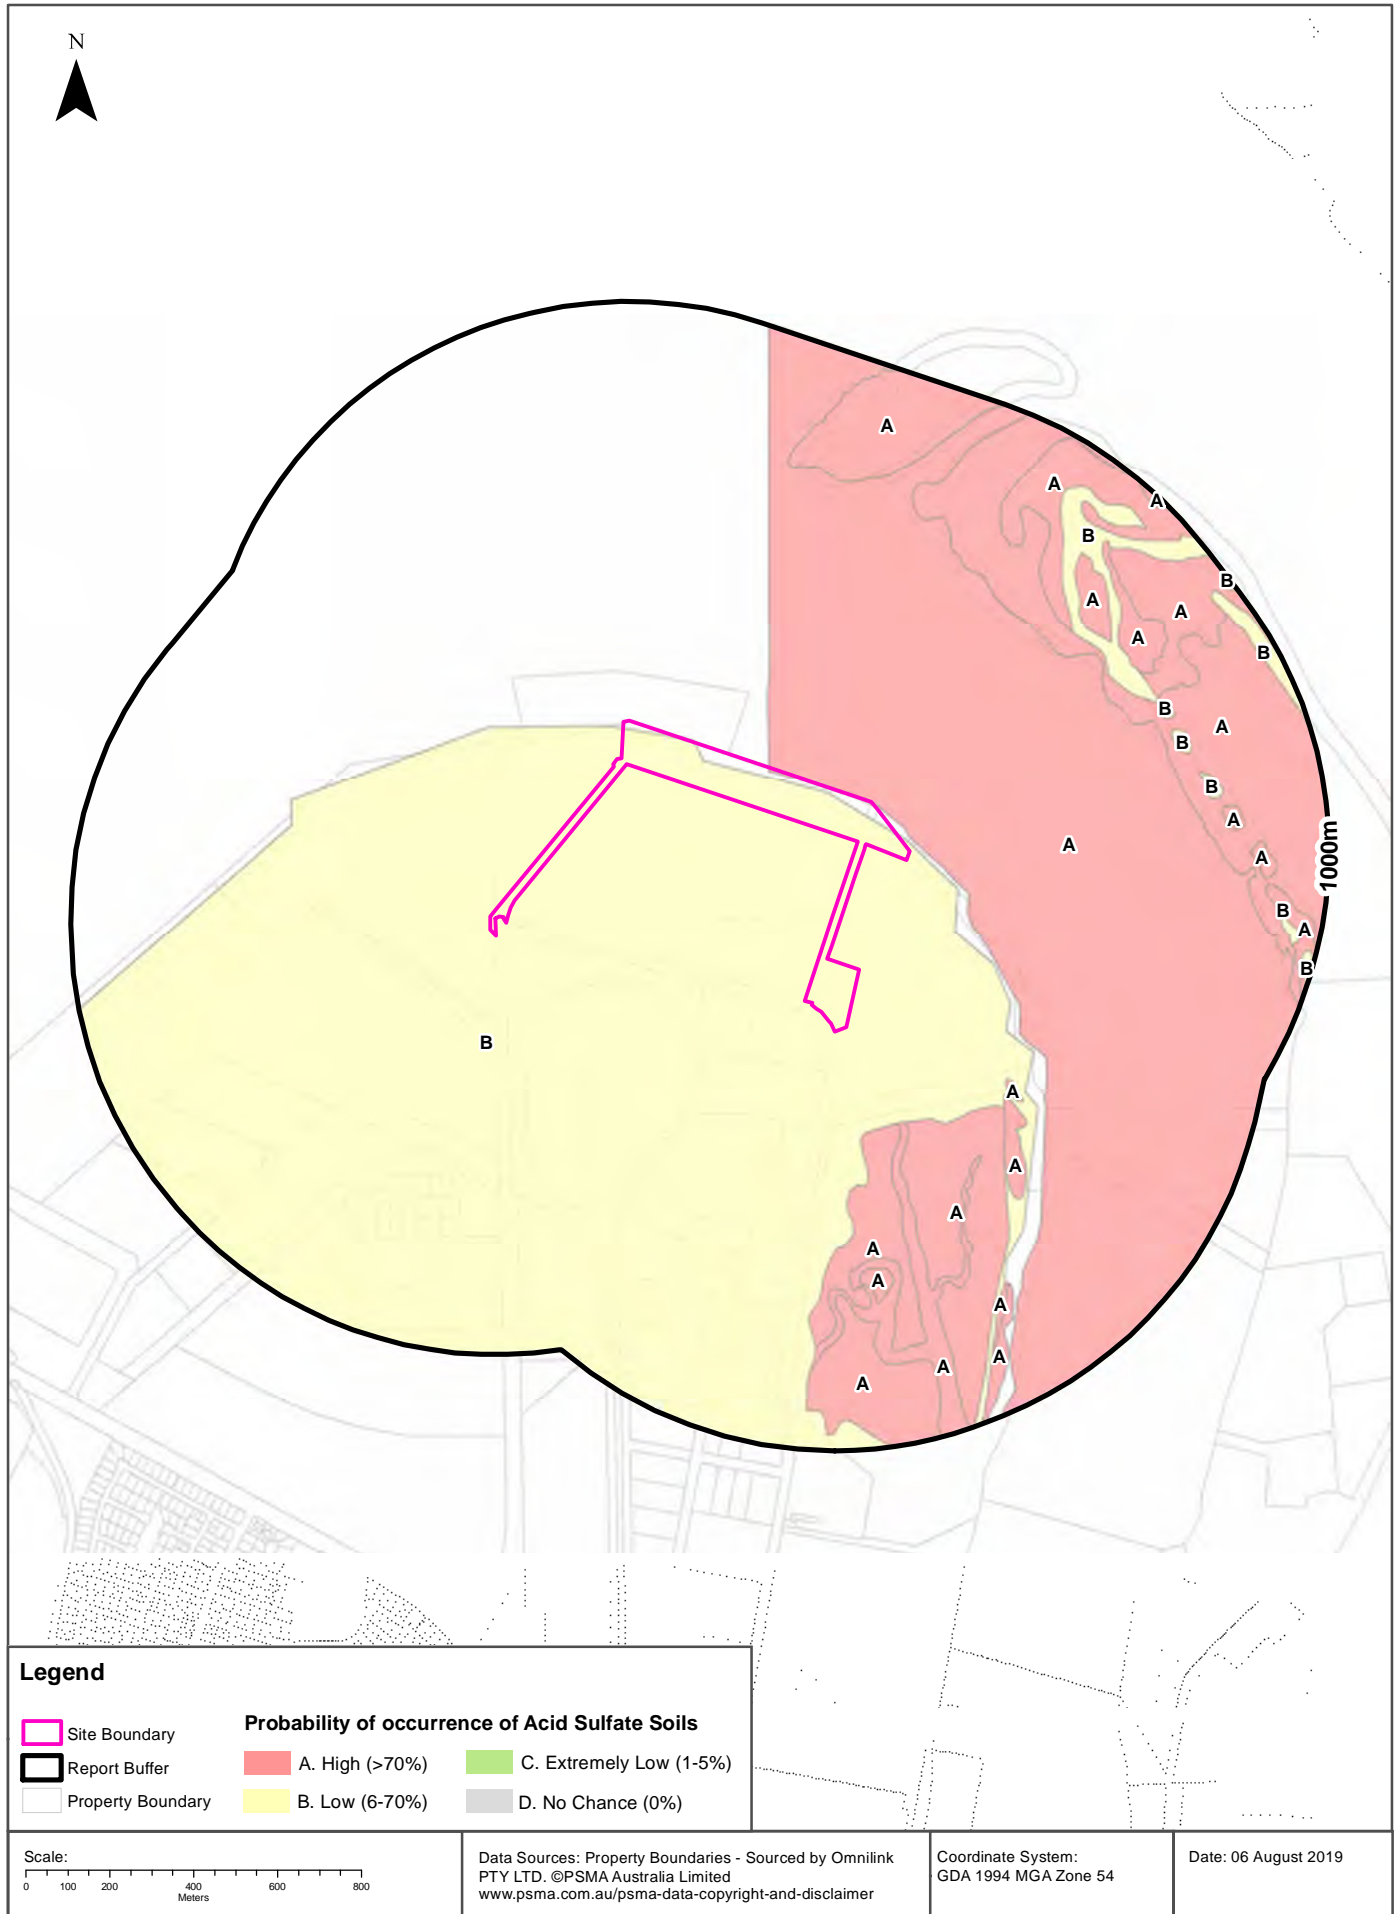 N
A
A
A
B
A
B
A
A
B
B
A
B
B
A
A
A
1000m
B
A
B
B
A
A
A
A
A
A
A
A
A
Legend
Site Boundary
Report Buffer
Property Boundary
Probability of occurrence of Acid Sulfate Soils
A. High (>70%)
B. Low (6-70%)
C. Extremely Low (1-5%)
D. No Chance (0%)
Scale:
0 100 200 400 600 800
Meters
Data Sources: Property Boundaries - Sourced by Omnilink
PTY LTD. ©PSMA Australia Limited
www.psma.com.au/psma-data-copyright-and-disclaimer
Coordinate System:
GDA 1994 MGA Zone 54
Date: 06 August 2019